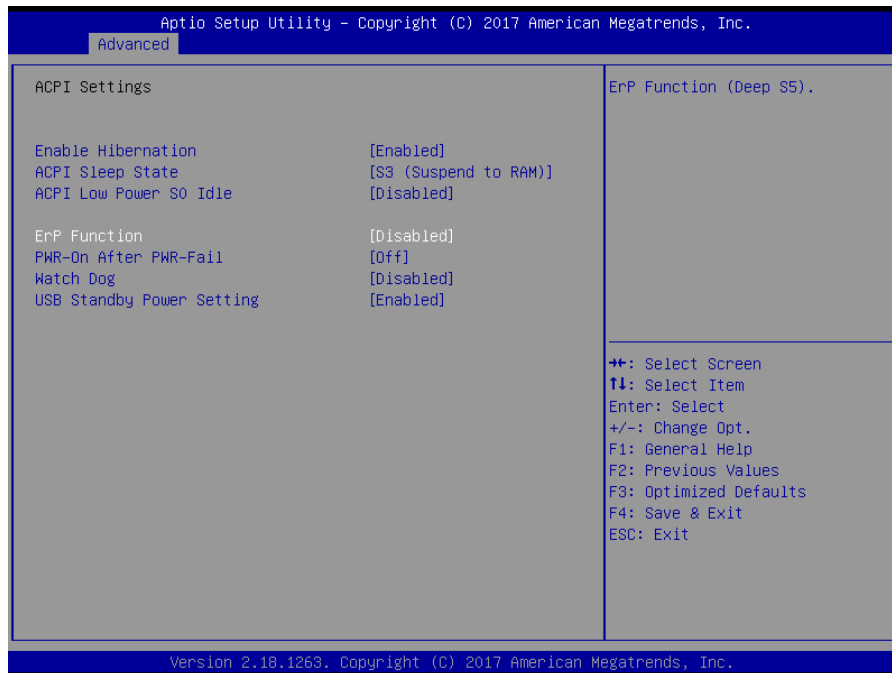 Aptio Setup Utility – Copyright (C) 2017 American Megatrends, Inc.
Advanced
ACPI Settings
Enable Hibernation [Enabled]
ACPI Sleep State [S3 (Suspend to RAM)]
ACPI Low Power S0 Idle [Disabled]
ErP Function [Disabled]
PWR-On After PWR-Fail [Off]
Watch Dog [Disabled]
USB Standby Power Setting [Enabled]
ErP Function (Deep S5).
→←: Select Screen
↑↓: Select Item
Enter: Select
+/-: Change Opt.
F1: General Help
F2: Previous Values
F3: Optimized Defaults
F4: Save & Exit
ESC: Exit
Version 2.18.1263. Copyright (C) 2017 American Megatrends, Inc.